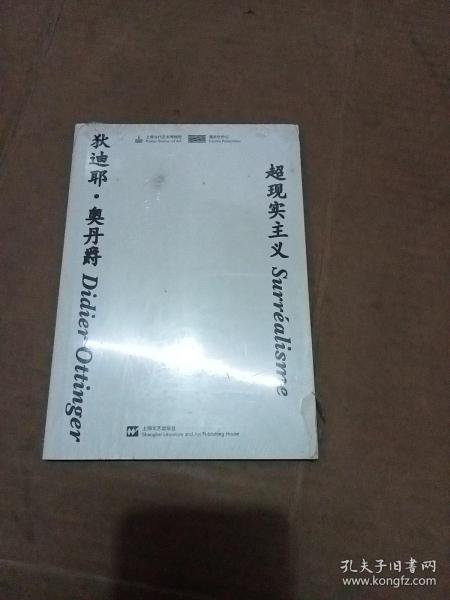 上海当代艺术博物馆
Power Station of Art
蓬皮杜中心
Centre Pompidou
狄迪耶·奥丹爵 Didier Ottinger
超现实主义 Surréalisme
上海文艺出版社
Shanghai Literature and Art Publishing House
孔夫子旧书网
www.kongfz.com